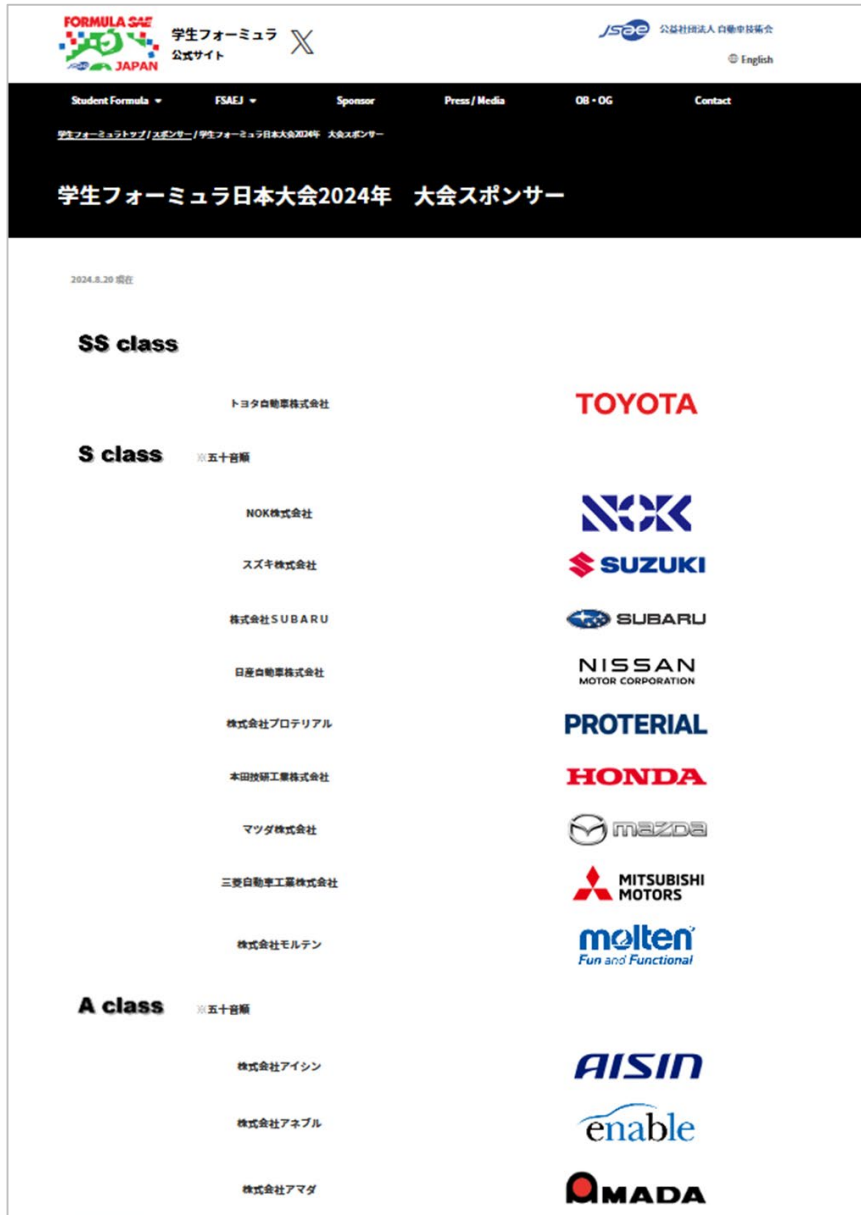 FORMULA SAE
JSAE JAPAN
学生フォーミュラ
公式サイト
X
JSAE 公益社団法人 自動車技術会
English
Student Formula FSAEJ Sponsor Press / Media OB・OG Contact
学生フォーミュラトップ / スポンサー / 学生フォーミュラ日本大会2024年 大会スポンサー
学生フォーミュラ日本大会2024年 大会スポンサー
2024.8.20 現在
SS class
トヨタ自動車株式会社 TOYOTA
S class ※五十音順
NOK株式会社 NOK
スズキ株式会社 SUZUKI
株式会社SUBARU SUBARU
日産自動車株式会社 NISSAN
MOTOR CORPORATION
株式会社プロテリアル PROTERIAL
本田技研工業株式会社 HONDA
マツダ株式会社 mazda
三菱自動車工業株式会社 MITSUBISHI
MOTORS
株式会社モルテン molten
Fun and Functional
A class ※五十音順
株式会社アイシン AISIN
株式会社アネブル enable
株式会社アマダ AMADA